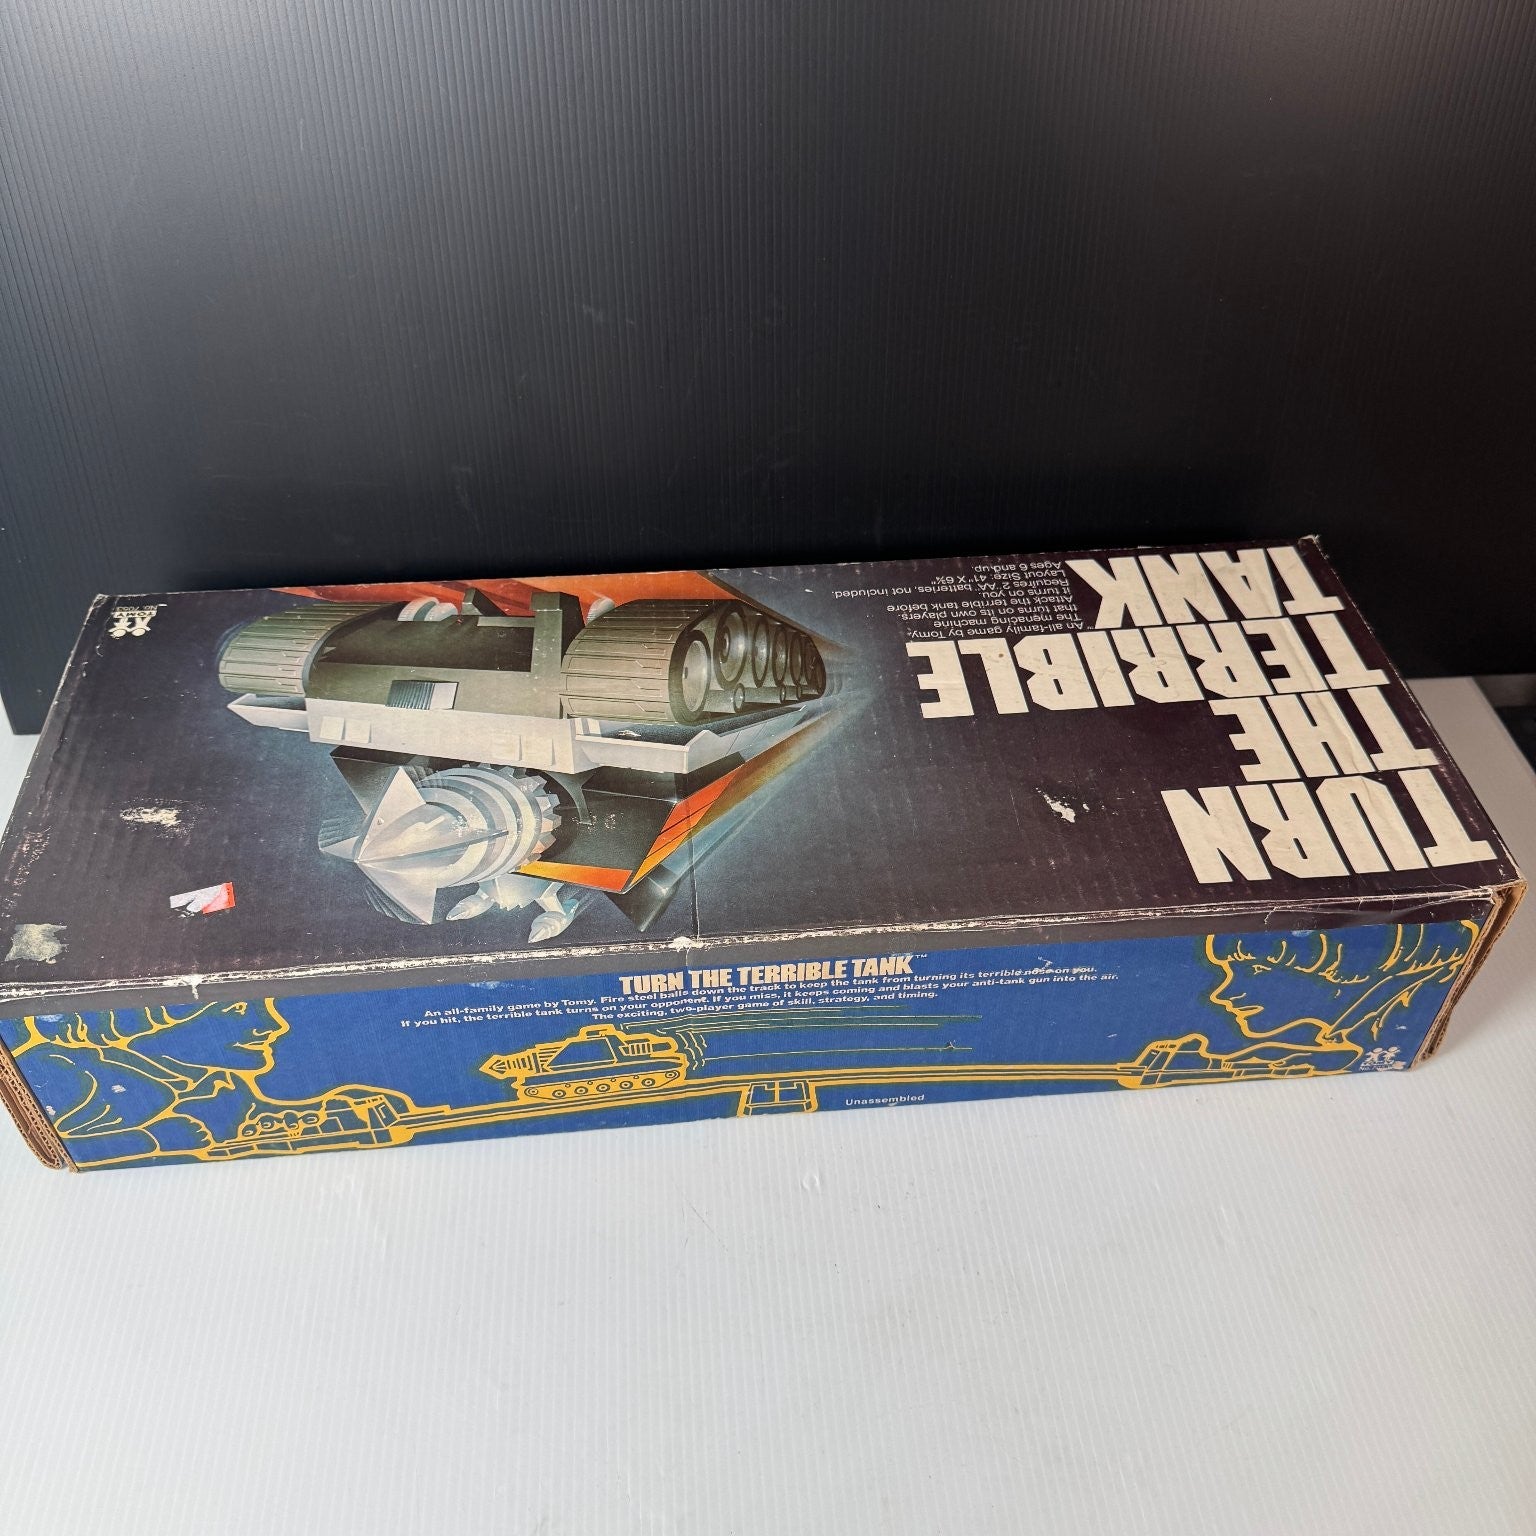 TURN
THE
TERRIBLE
TANK™
An all-family game by Tomy.
The menacing machine
that turns on its own players.
Attack the terrible tank before
it turns on you.
Requires 2 "AA" batteries, not included.
Layout Size: 41" X 6¾"
Ages 6 and up.
TOMY
NO. 7053
TURN THE TERRIBLE TANK™
An all-family game by Tomy. Fire steel balls down the track to keep the tank from turning its terrible nose on you.
If you hit, the terrible tank turns on your opponent. If you miss, it keeps coming and blasts your anti-tank gun into the air.
The exciting, two-player game of skill, strategy, and timing.
Unassembled